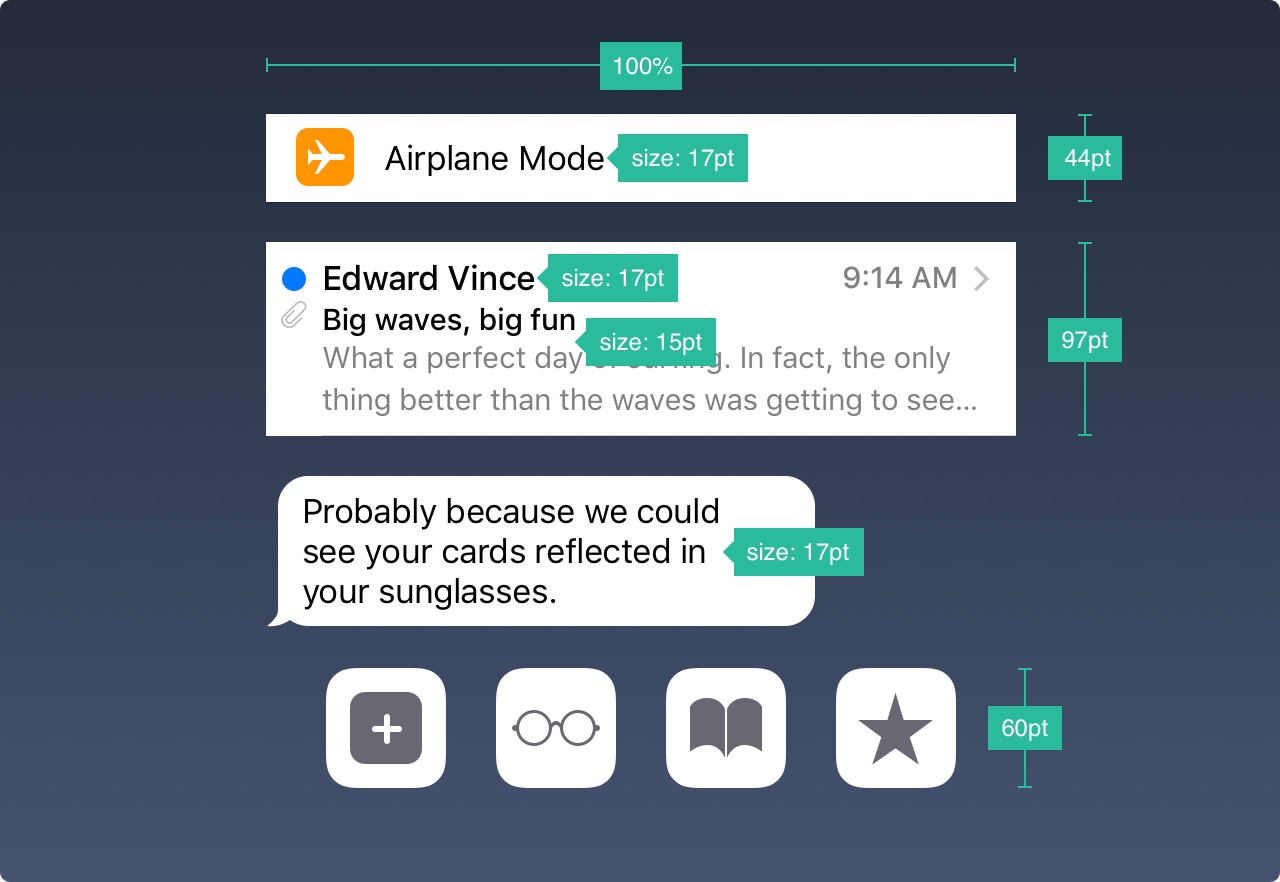 100%
Airplane Mode
size: 17pt
44pt
Edward Vince
size: 17pt
9:14 AM
Big waves, big fun
size: 15pt
97pt
What a perfect day of surfing. In fact, the only
thing better than the waves was getting to see...
Probably because we could
see your cards reflected in
size: 17pt
your sunglasses.
60pt